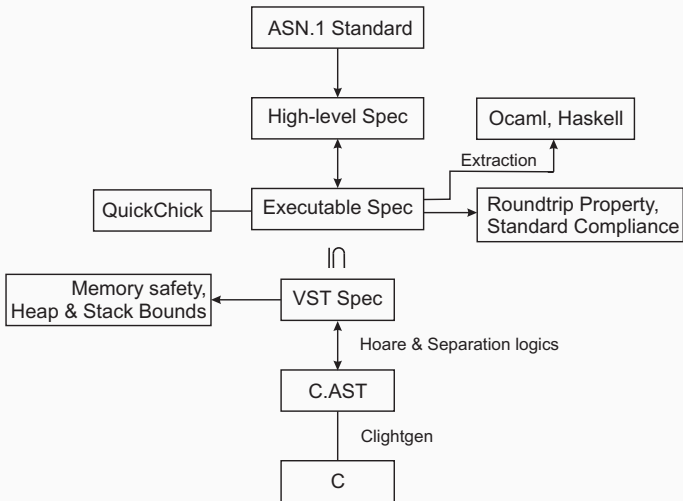 ASN.1 Standard
High-level Spec
Ocaml, Haskell
Extraction
QuickChick
Executable Spec
Roundtrip Property,
Standard Compliance
⋒
Memory safety,
Heap & Stack Bounds
VST Spec
Hoare & Separation logics
C.AST
Clightgen
C